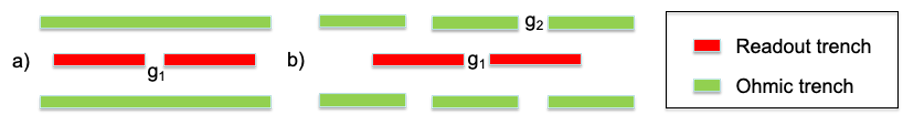 a)
g₁
b)
g₂
g₁
Readout trench
Ohmic trench